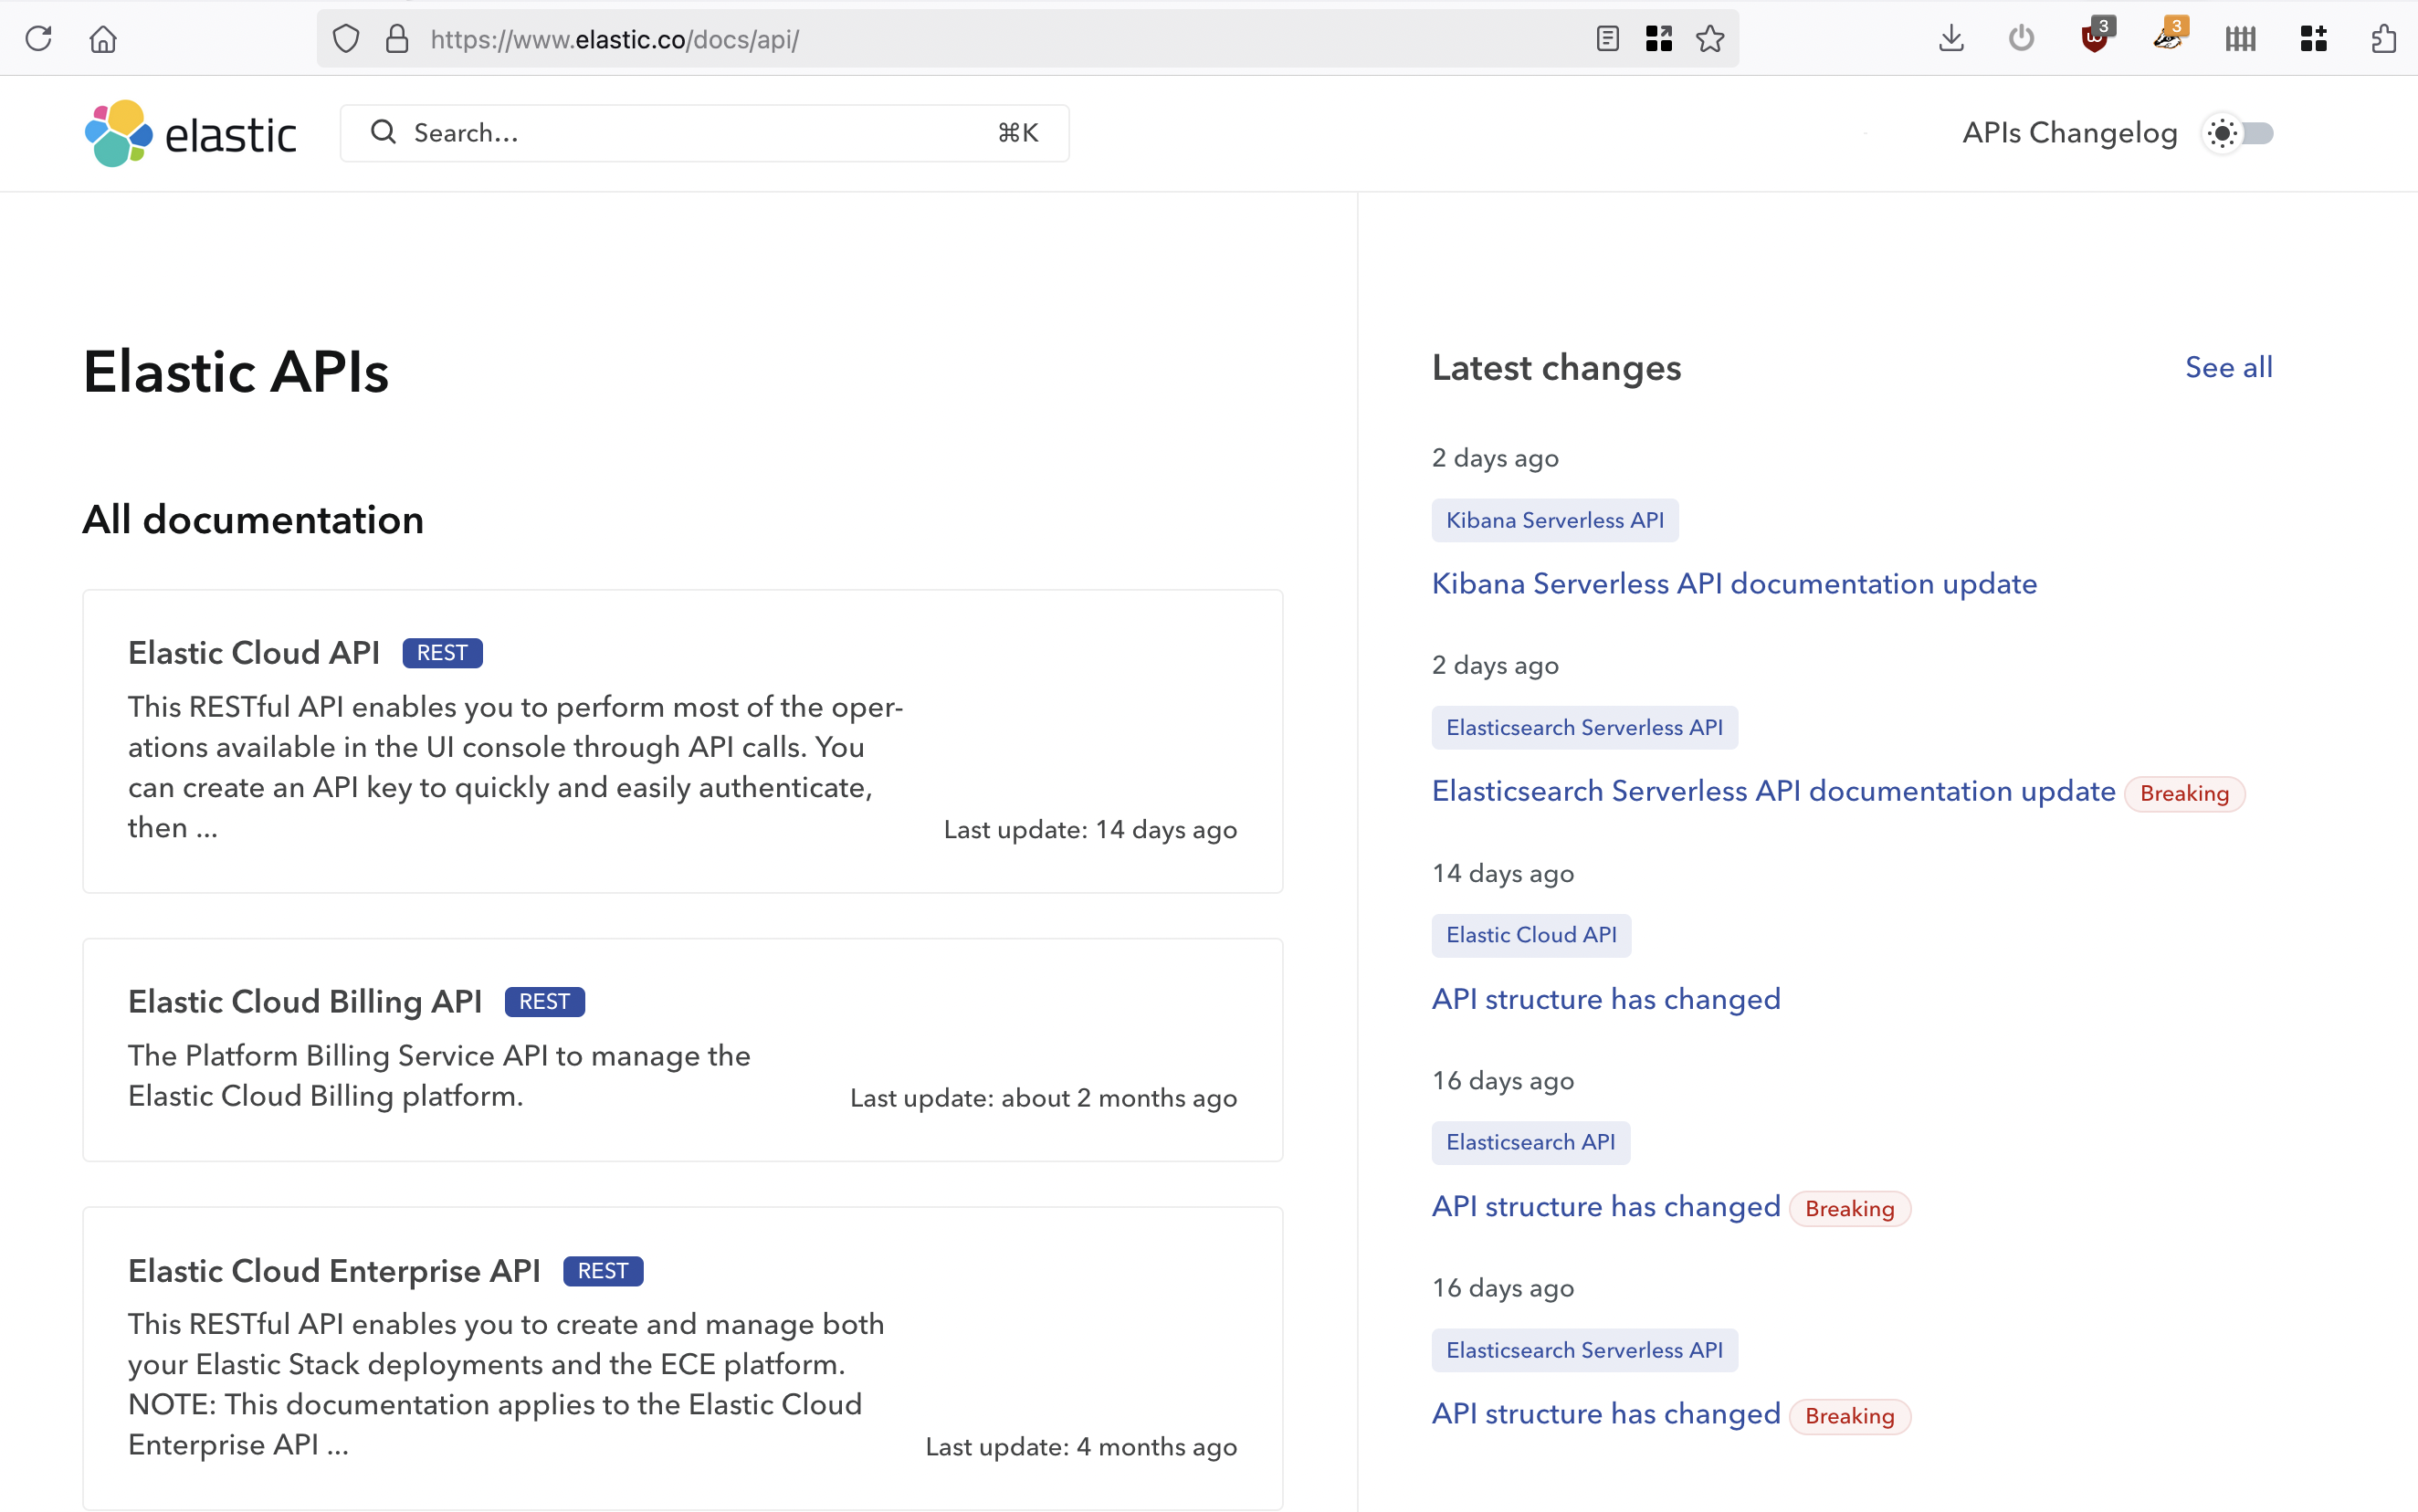 https://www.elastic.co/docs/api/
3
3
elastic
Search...
⌘K
APIs Changelog
Elastic APIs
All documentation
Elastic Cloud API REST
This RESTful API enables you to perform most of the oper-
ations available in the UI console through API calls. You
can create an API key to quickly and easily authenticate,
then ...
Last update: 14 days ago
Elastic Cloud Billing API REST
The Platform Billing Service API to manage the
Elastic Cloud Billing platform.
Last update: about 2 months ago
Elastic Cloud Enterprise API REST
This RESTful API enables you to create and manage both
your Elastic Stack deployments and the ECE platform.
NOTE: This documentation applies to the Elastic Cloud
Enterprise API ...
Last update: 4 months ago
Latest changes
See all
2 days ago
Kibana Serverless API
Kibana Serverless API documentation update
2 days ago
Elasticsearch Serverless API
Elasticsearch Serverless API documentation update Breaking
14 days ago
Elastic Cloud API
API structure has changed
16 days ago
Elasticsearch API
API structure has changed Breaking
16 days ago
Elasticsearch Serverless API
API structure has changed Breaking